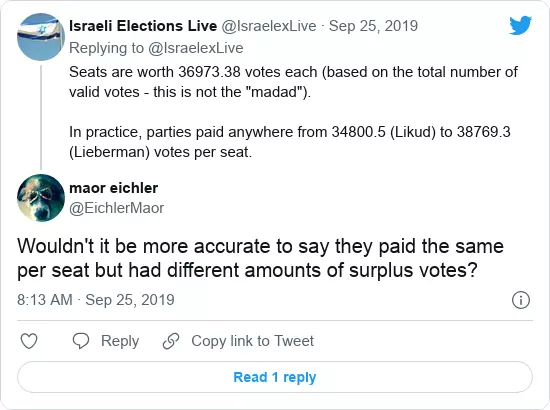 Israeli Elections Live @IsraelexLive · Sep 25, 2019
Replying to @IsraelexLive
Seats are worth 36973.38 votes each (based on the total number of
valid votes - this is not the "madad").
In practice, parties paid anywhere from 34800.5 (Likud) to 38769.3
(Lieberman) votes per seat.
maor eichler
@EichlerMaor
Wouldn't it be more accurate to say they paid the same
per seat but had different amounts of surplus votes?
8:13 AM · Sep 25, 2019
Reply
Copy link to Tweet
Read 1 reply